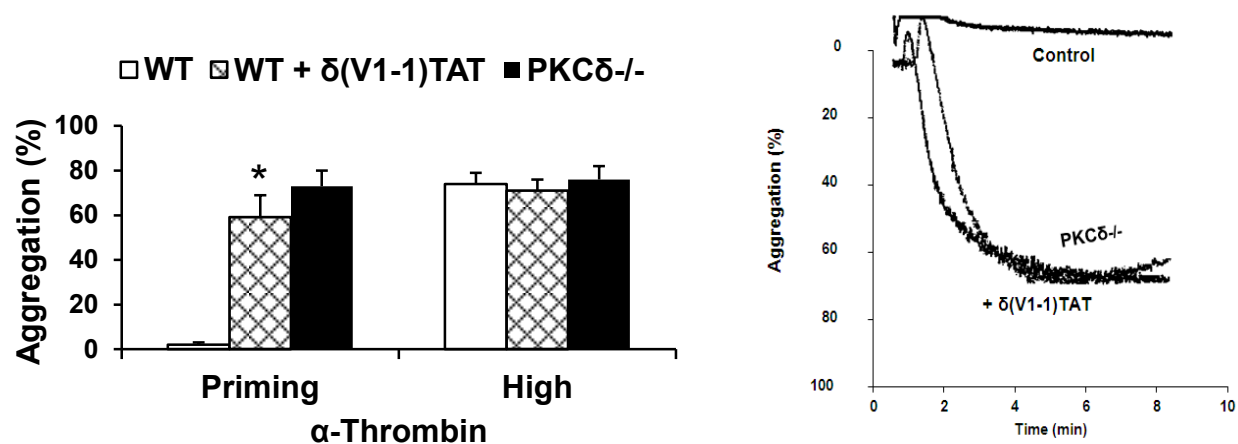 WT WT + δ(V1-1)TAT PKCδ-/-
Aggregation (%)
100
80
60
40
20
0
*
Priming High
α-Thrombin
Aggregation (%)
0
20
40
60
80
100
Control
PKCδ-/-
+ δ(V1-1)TAT
0 2 4 6 8 10
Time (min)